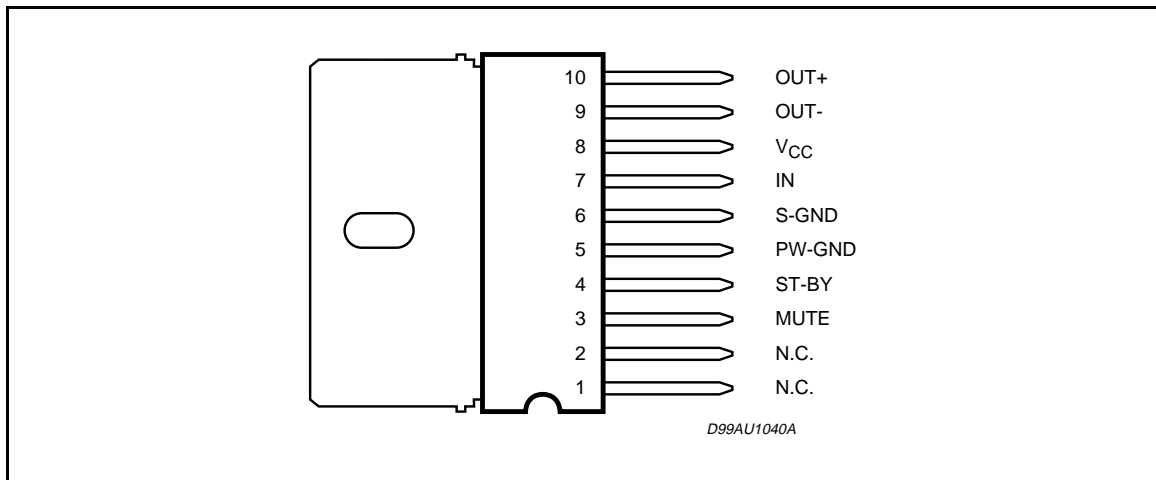 10 OUT+
9 OUT-
8 VCC
7 IN
6 S-GND
5 PW-GND
4 ST-BY
3 MUTE
2 N.C.
1 N.C.
D99AU1040A